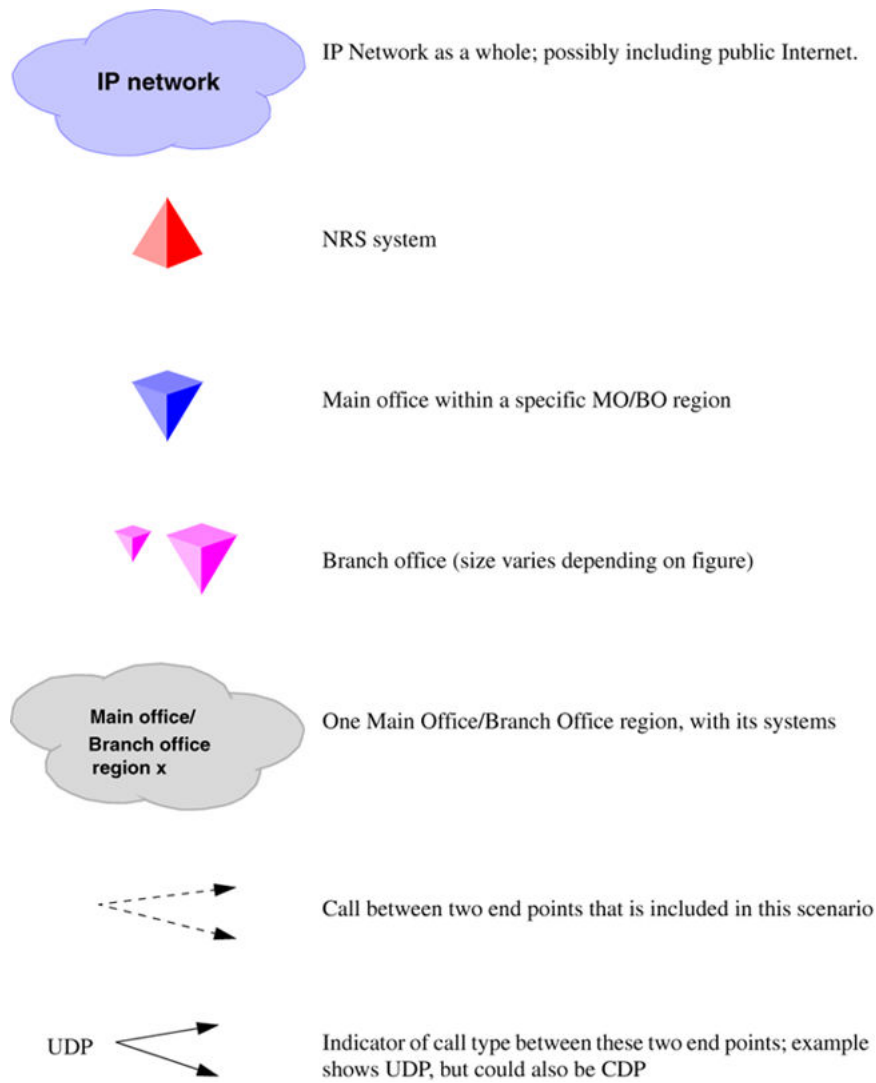 IP network
IP Network as a whole; possibly including public Internet.
NRS system
Main office within a specific MO/BO region
Branch office (size varies depending on figure)
Main office/
Branch office
region x
One Main Office/Branch Office region, with its systems
Call between two end points that is included in this scenario
UDP
Indicator of call type between these two end points; example
shows UDP, but could also be CDP